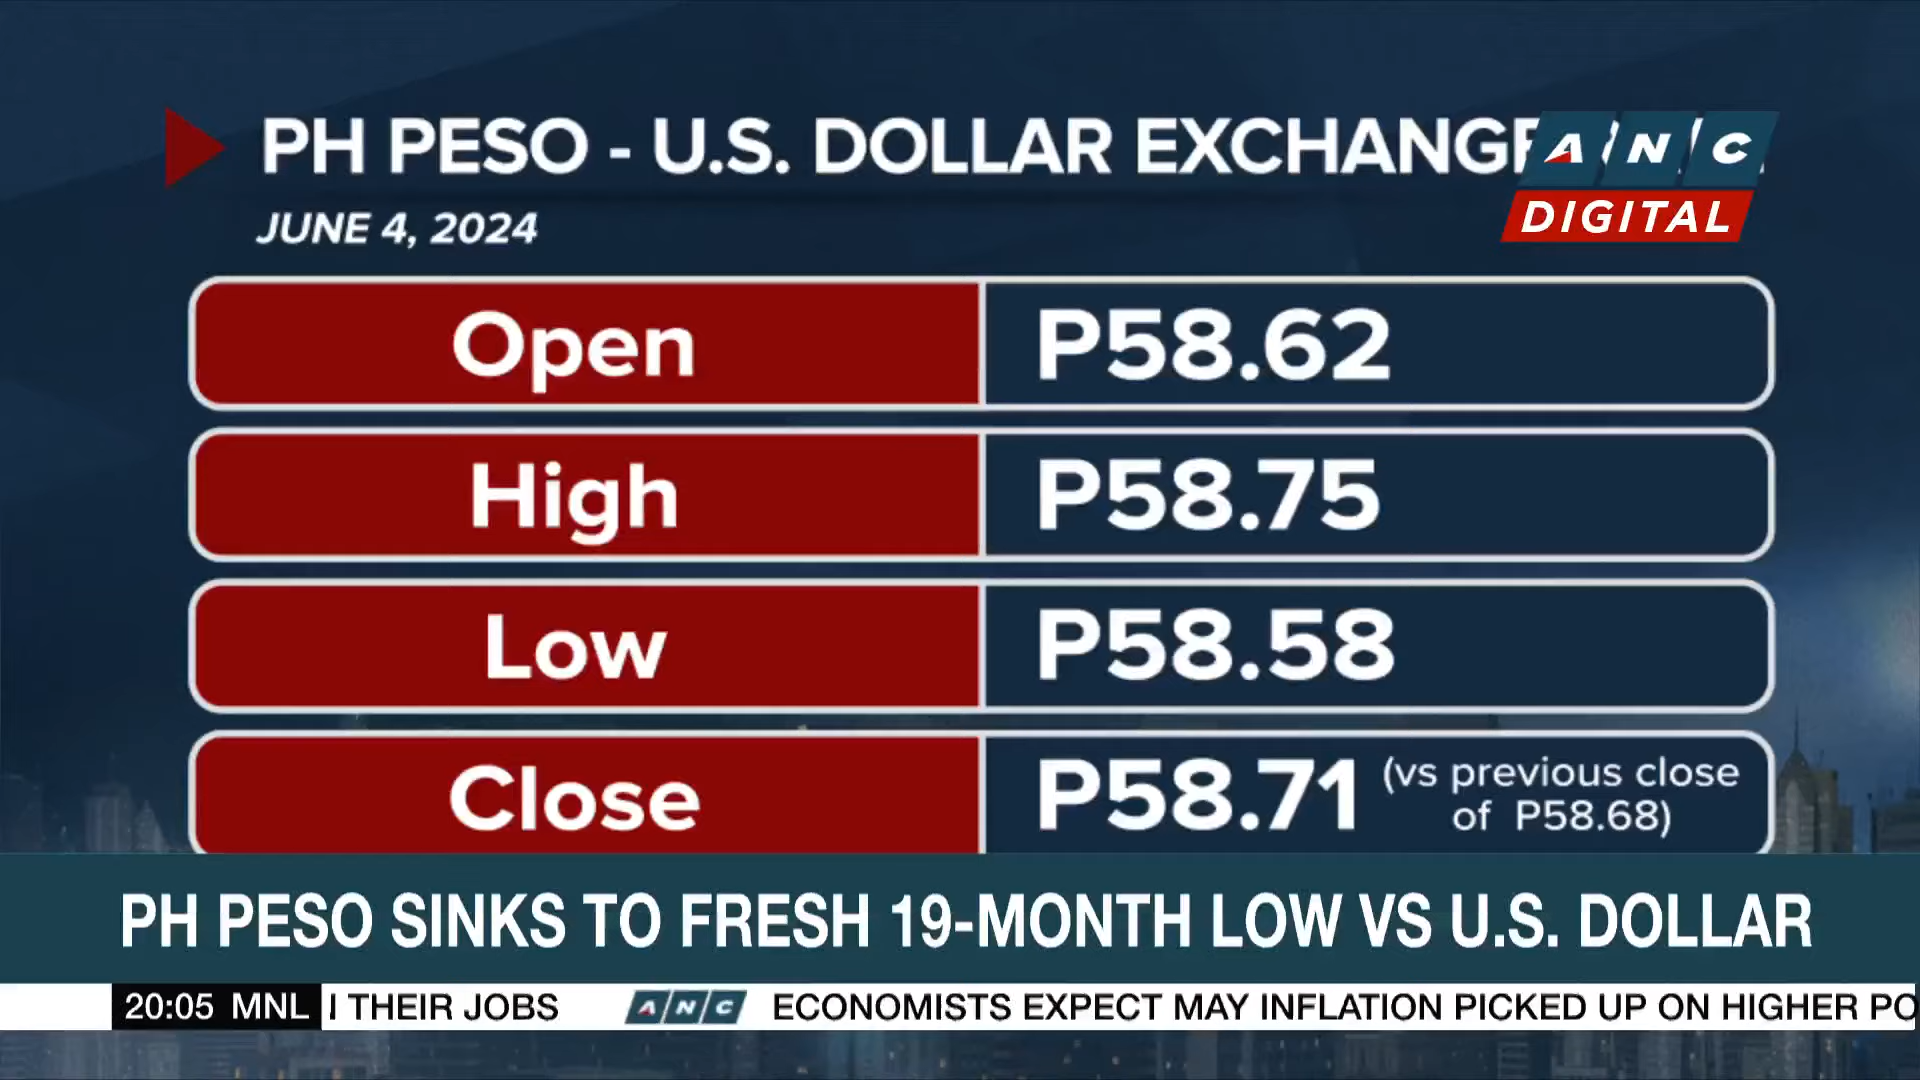 PH PESO - U.S. DOLLAR EXCHANGE
ANC
DIGITAL
JUNE 4, 2024
Open P58.62
High P58.75
Low P58.58
Close P58.71 (vs previous close
of P58.68)
PH PESO SINKS TO FRESH 19-MONTH LOW VS U.S. DOLLAR
20:05 MNL THEIR JOBS ANC ECONOMISTS EXPECT MAY INFLATION PICKED UP ON HIGHER